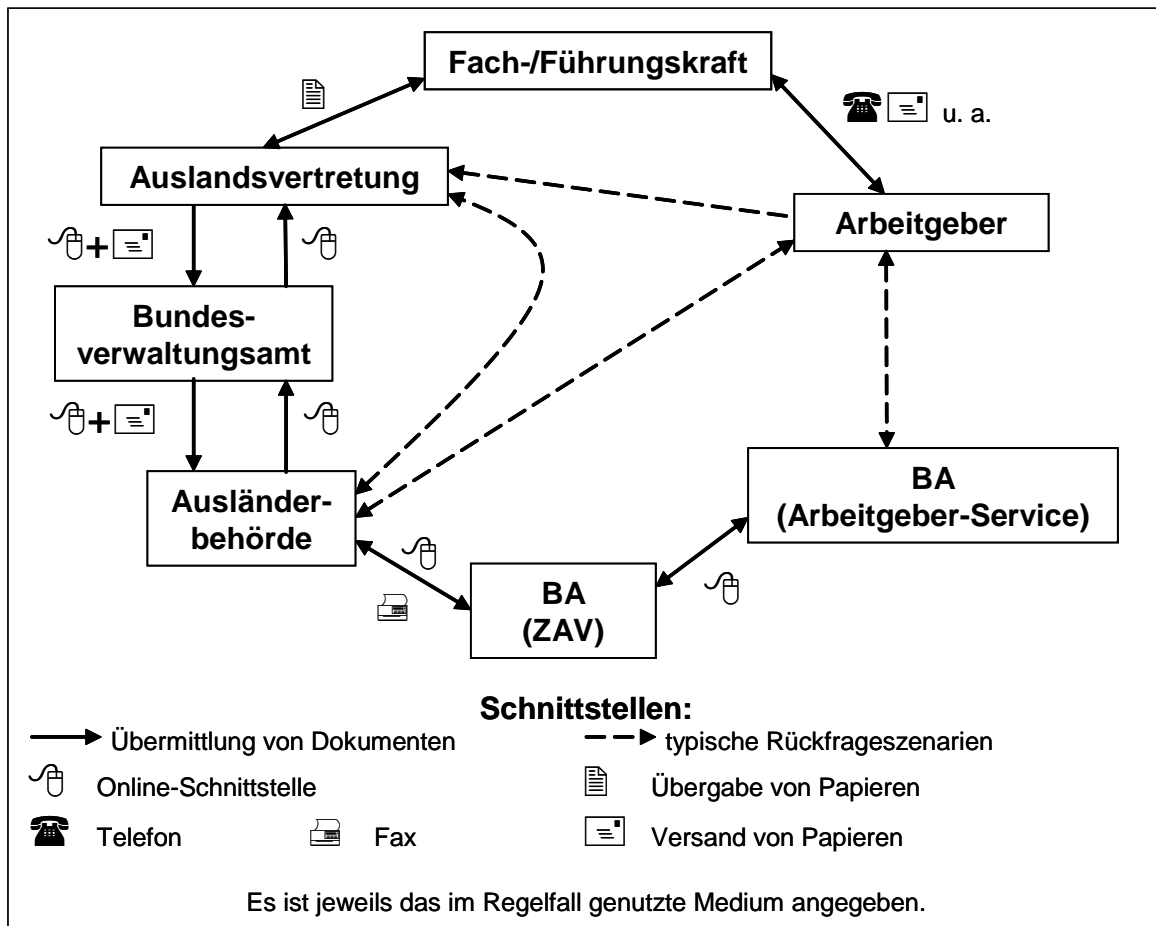 Fach-/Führungskraft
u. a.
Auslandsvertretung
Arbeitgeber
+
Bundes-
verwaltungsamt
+
Ausländer-
behörde
BA
(Arbeitgeber-Service)
BA
(ZAV)
Schnittstellen:
Übermittlung von Dokumenten
typische Rückfrageszenarien
Online-Schnittstelle
Übergabe von Papieren
Telefon
Fax
Versand von Papieren
Es ist jeweils das im Regelfall genutzte Medium angegeben.